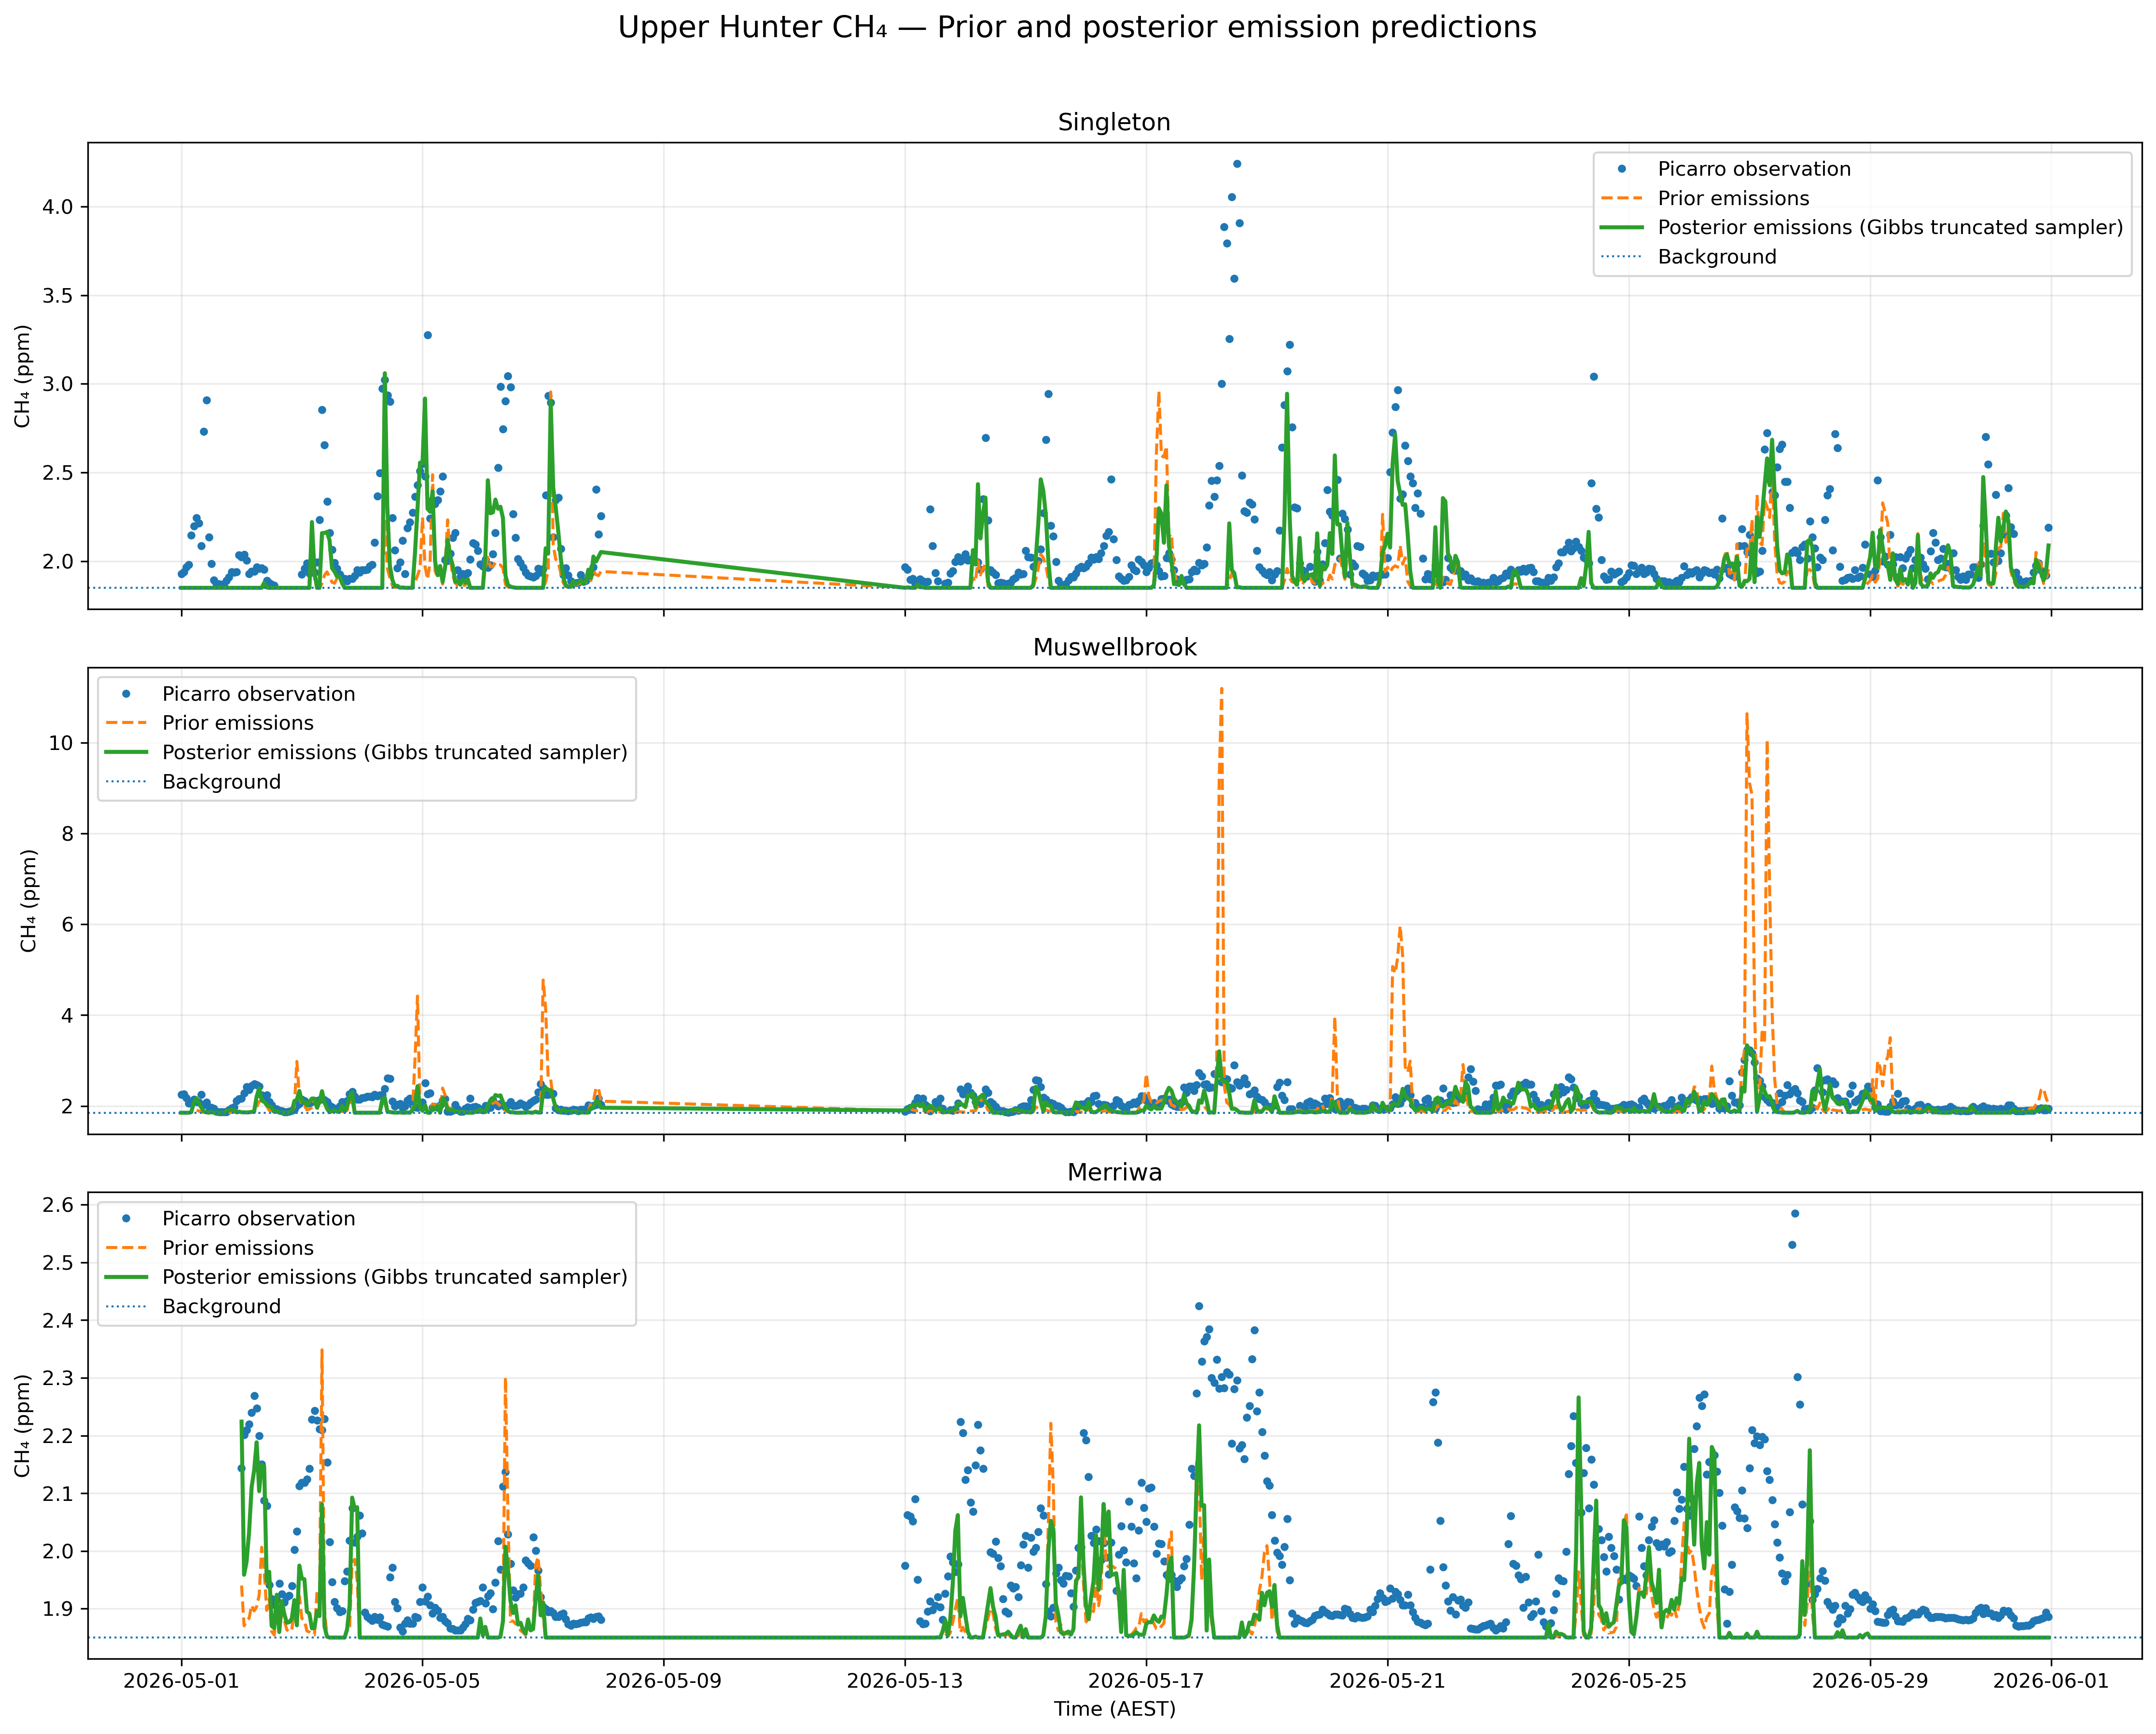 Upper Hunter CH₄ — Prior and posterior emission predictions
Singleton
CH₄ (ppm)
4.0
3.5
3.0
2.5
2.0
Picarro observation
Prior emissions
Posterior emissions (Gibbs truncated sampler)
Background
Muswellbrook
CH₄ (ppm)
10
8
6
4
2
Picarro observation
Prior emissions
Posterior emissions (Gibbs truncated sampler)
Background
Merriwa
CH₄ (ppm)
2.6
2.5
2.4
2.3
2.2
2.1
2.0
1.9
Picarro observation
Prior emissions
Posterior emissions (Gibbs truncated sampler)
Background
2026-05-01 2026-05-05 2026-05-09 2026-05-13 2026-05-17 2026-05-21 2026-05-25 2026-05-29 2026-06-01
Time (AEST)